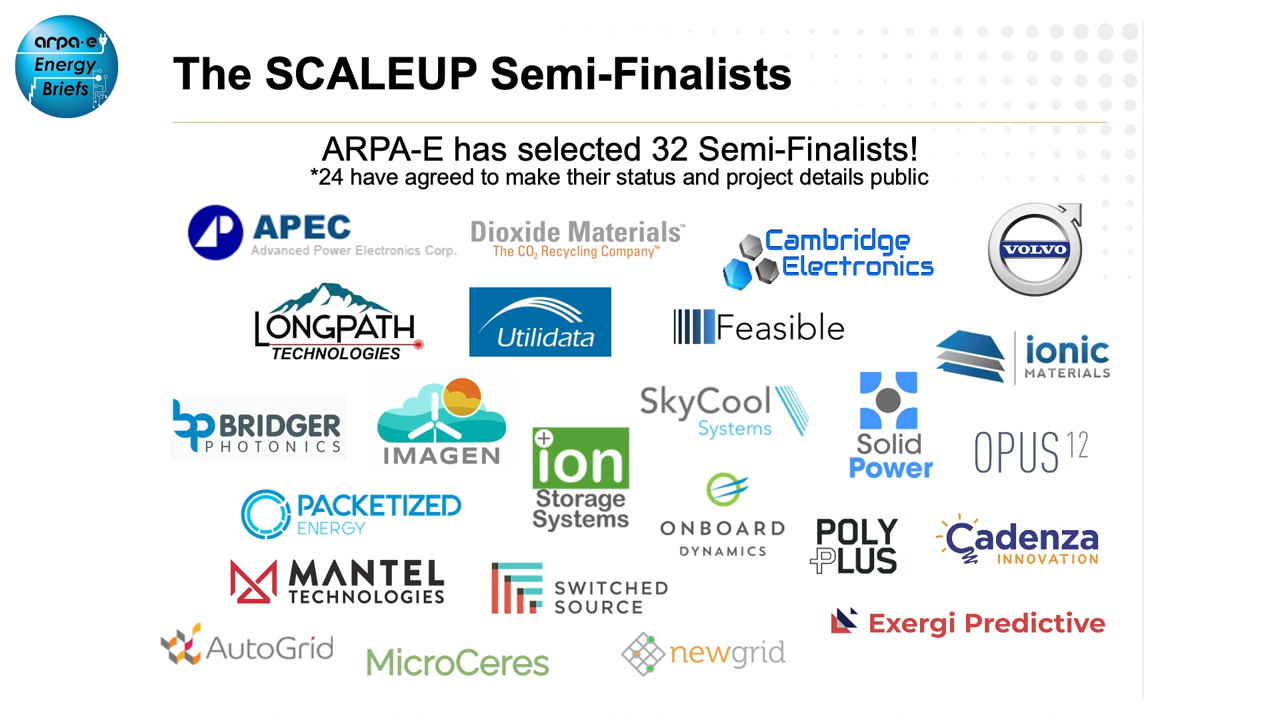 arpa·e
Energy
Briefs
The SCALEUP Semi-Finalists
ARPA-E has selected 32 Semi-Finalists!
*24 have agreed to make their status and project details public
APEC
Advanced Power Electronics Corp.
Dioxide Materials™
The CO₂ Recycling Company™
Cambridge
Electronics
VOLVO
LONGPATH
TECHNOLOGIES
Utilidata
Feasible
ionic
MATERIALS
bp BRIDGER
PHOTONICS
IMAGEN
+
ion
Storage
Systems
SkyCool
Systems
Solid
Power
OPUS 12
PACKETIZED
ENERGY
ONBOARD
DYNAMICS
POLY
PLUS
Cadenza
INNOVATION
MANTEL
TECHNOLOGIES
SWITCHED
SOURCE
Exergi Predictive
AutoGrid
MicroCeres
newgrid